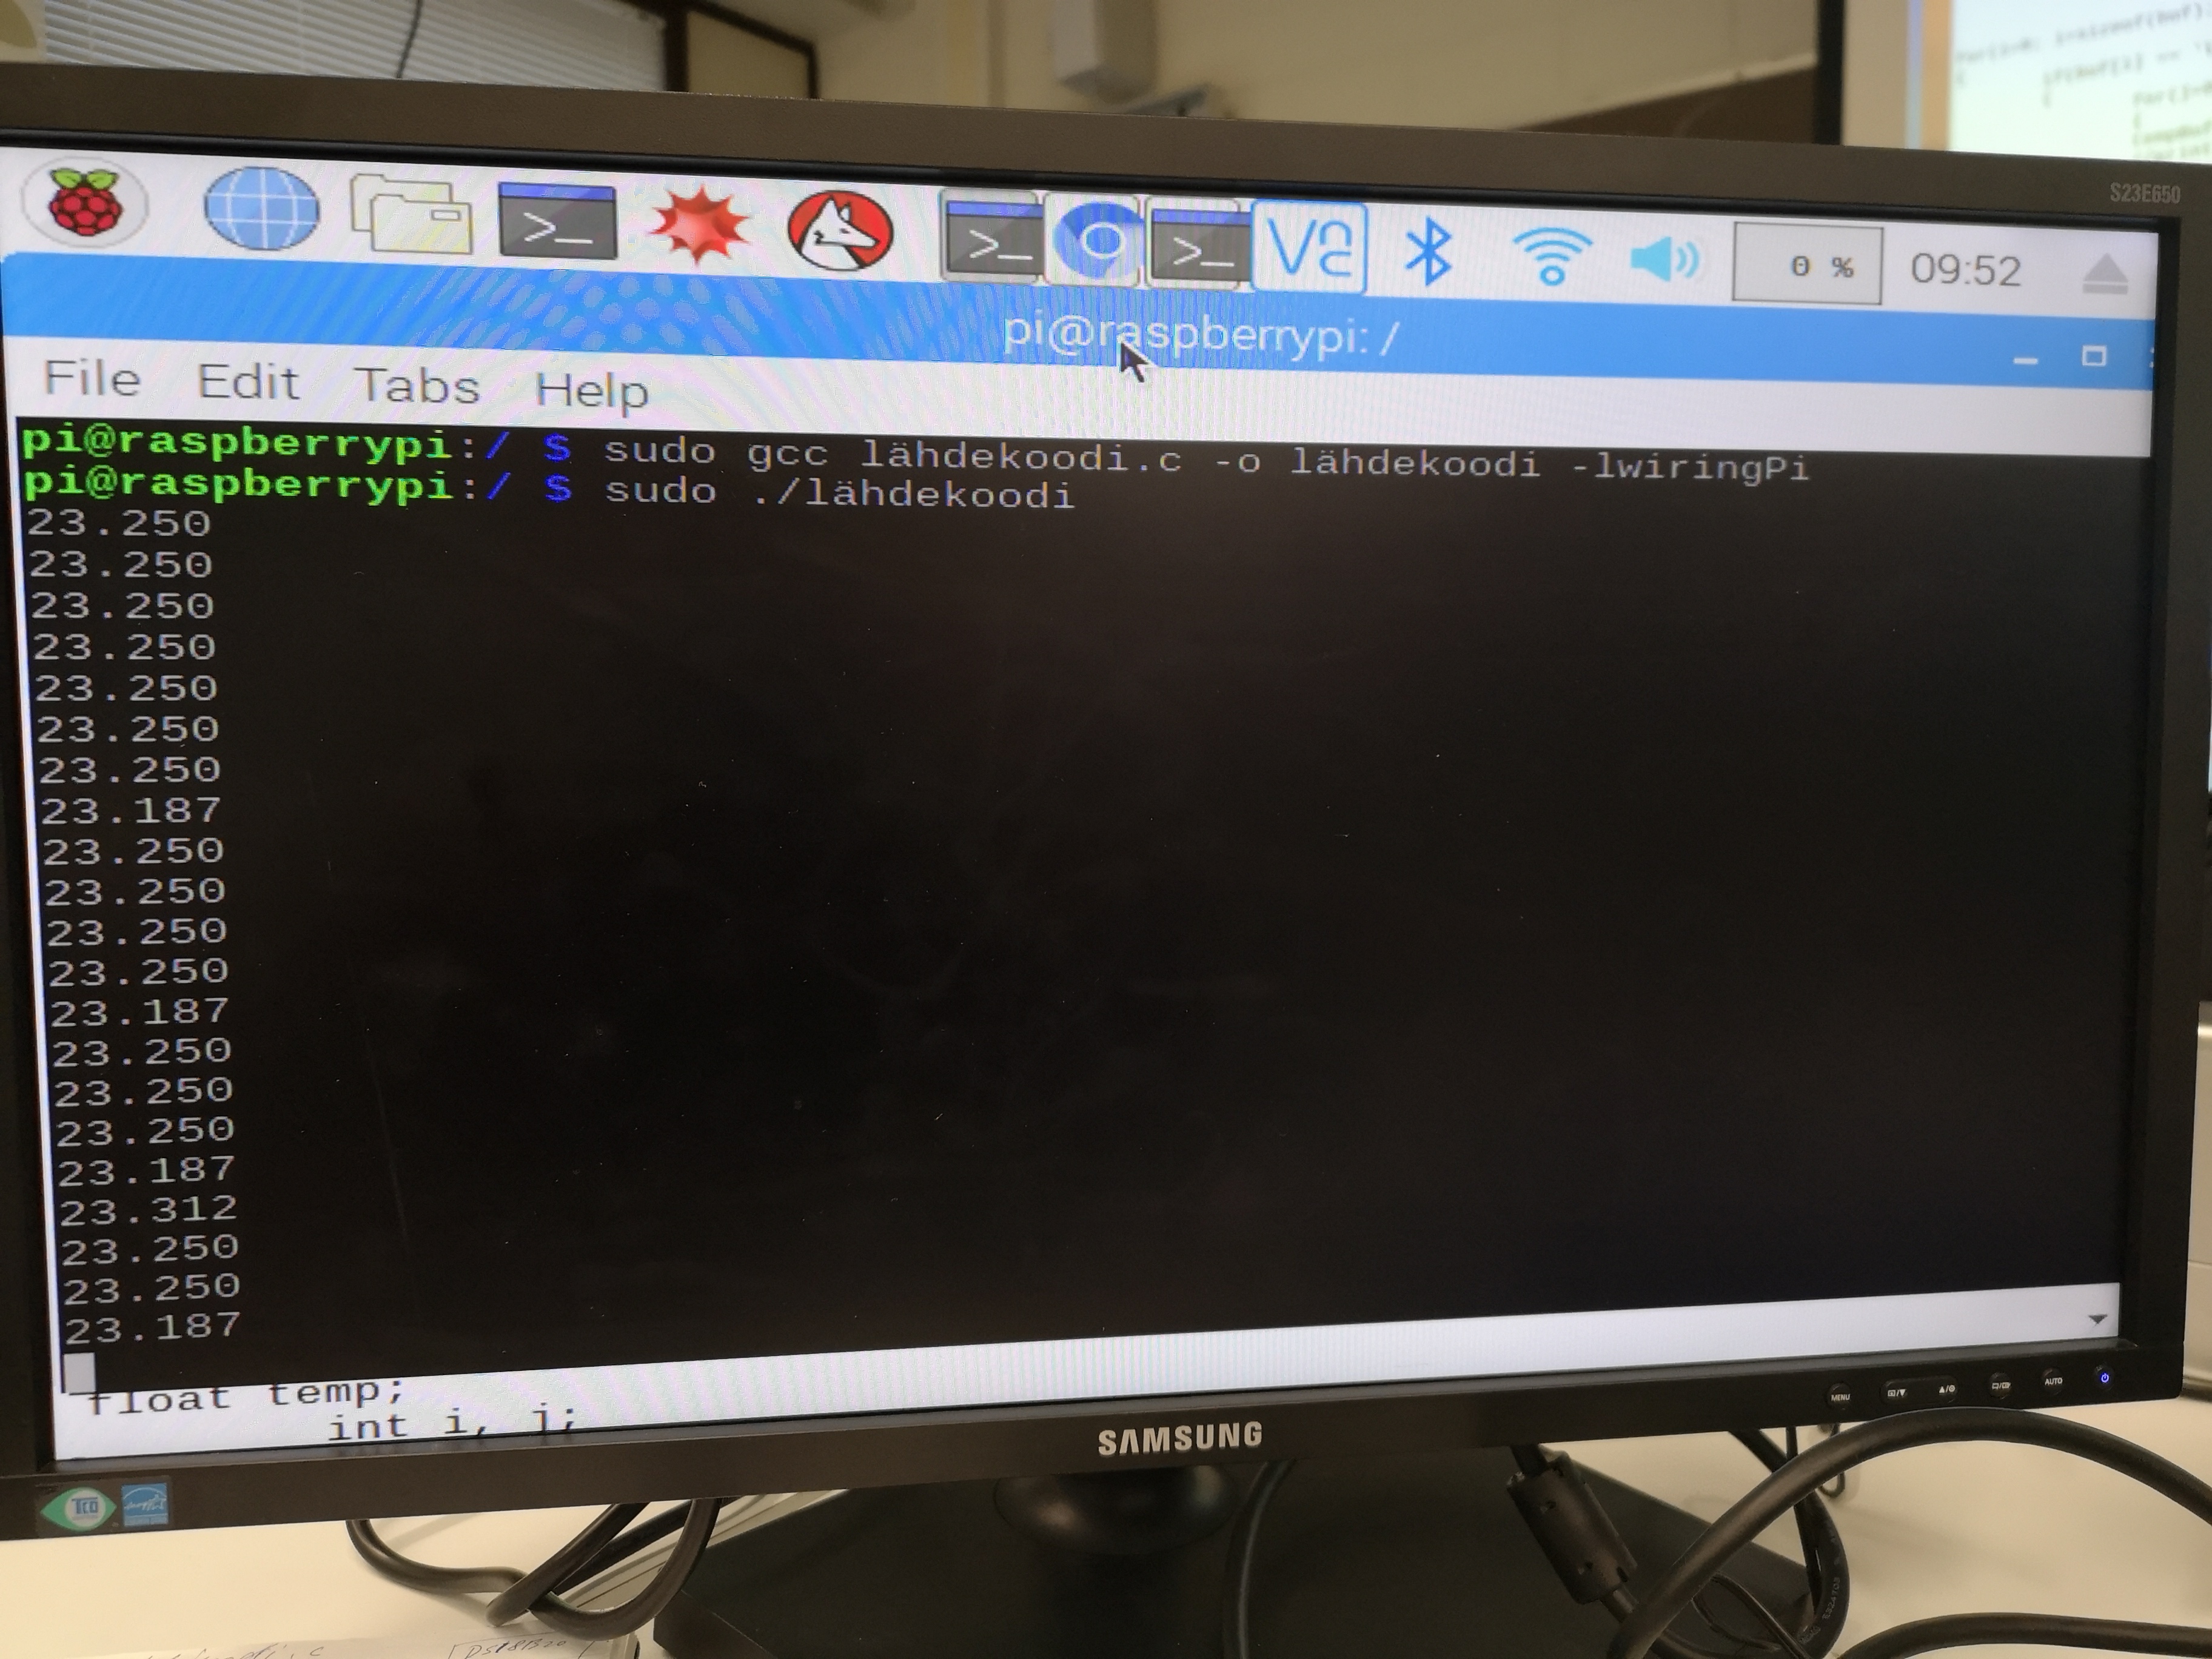 S23E650
0 %
09:52
pi@raspberrypi: /
File Edit Tabs Help
pi@raspberrypi:/ $ sudo gcc lähdekoodi.c -o lähdekoodi -lwiringPi
pi@raspberrypi:/ $ sudo ./lähdekoodi
23.250
23.250
23.250
23.250
23.250
23.250
23.250
23.187
23.250
23.250
23.250
23.250
23.187
23.250
23.250
23.250
23.187
23.312
23.250
23.250
23.187
float temp;
int i, j;
MENU
AUTO
SAMSUNG
TCO
DS18B20